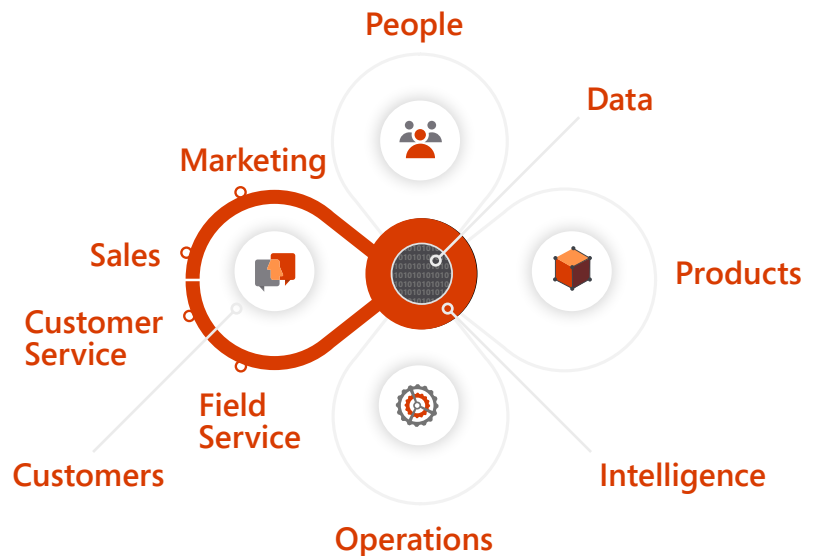 People
Data
Marketing
Sales
Products
Customer
Service
Field
Service
Customers
Intelligence
Operations